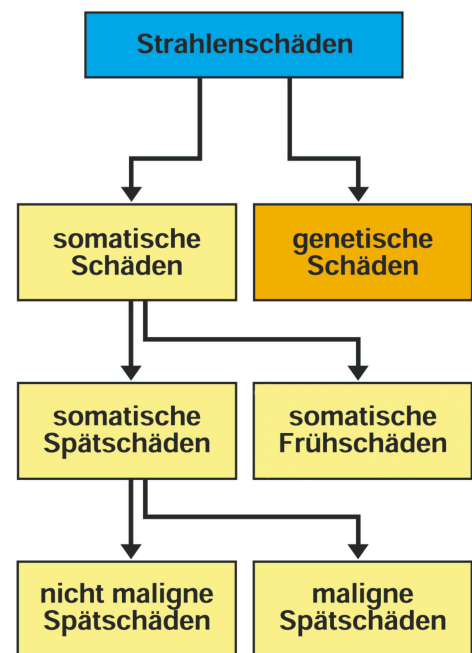 Strahlenschäden
somatische
Schäden
genetische
Schäden
somatische
Spätschäden
somatische
Frühschäden
nicht maligne
Spätschäden
maligne
Spätschäden